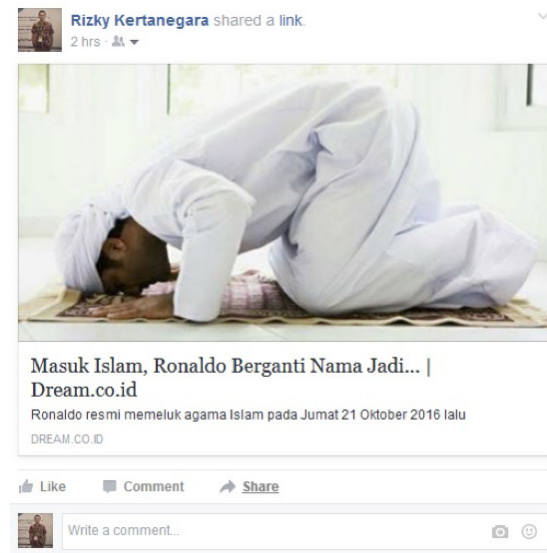 Rizky Kertanegara shared a link.
2 hrs ·
Masuk Islam, Ronaldo Berganti Nama Jadi... |
Dream.co.id
Ronaldo resmi memeluk agama Islam pada Jumat 21 Oktober 2016 lalu
DREAM.CO.ID
Like Comment Share
Write a comment...